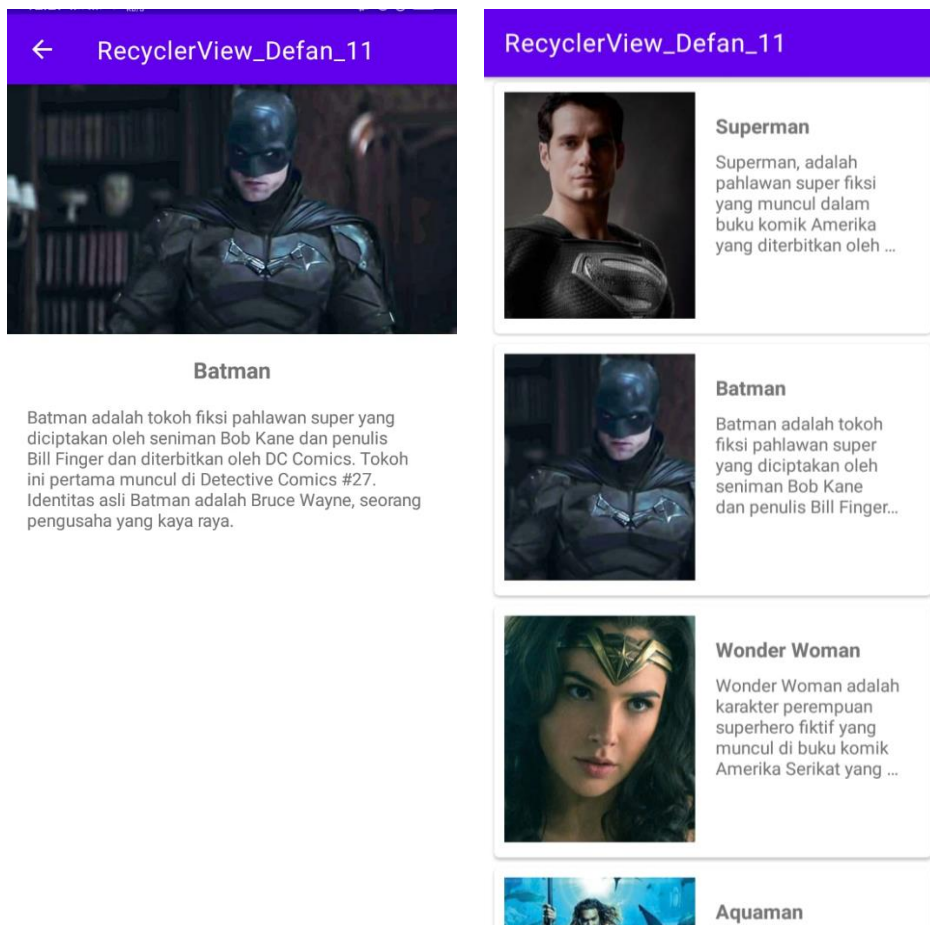 RecyclerView_Defan_11
Batman
Batman adalah tokoh fiksi pahlawan super yang
diciptakan oleh seniman Bob Kane dan penulis
Bill Finger dan diterbitkan oleh DC Comics. Tokoh
ini pertama muncul di Detective Comics #27.
Identitas asli Batman adalah Bruce Wayne, seorang
pengusaha yang kaya raya.
RecyclerView_Defan_11
Superman
Superman, adalah
pahlawan super fiksi
yang muncul dalam
buku komik Amerika
yang diterbitkan oleh ...
Batman
Batman adalah tokoh
fiksi pahlawan super
yang diciptakan oleh
seniman Bob Kane
dan penulis Bill Finger...
Wonder Woman
Wonder Woman adalah
karakter perempuan
superhero fiktif yang
muncul di buku komik
Amerika Serikat yang ...
Aquaman